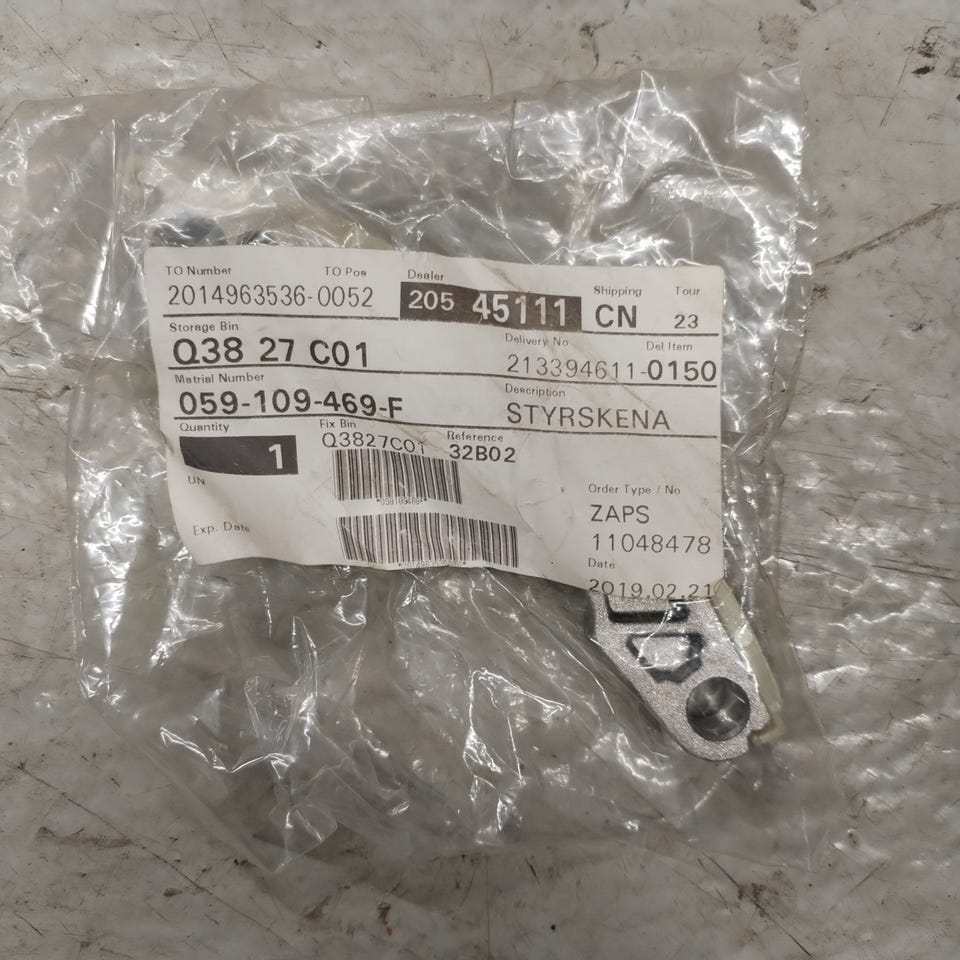 TO Number TO Pos Dealer Shipping Tour
2014963536-0052 205 45111 CN 23
Storage Bin Delivery No Del Item
Q38 27 C01 213394611-0150
Matrial Number Description
059-109-469-F STYRSKENA
Quantity Fix Bin Reference
1 Q3827C01 32B02
UN
Order Type / No
ZAPS
Exp. Date
11048478
Date
2019.02.21